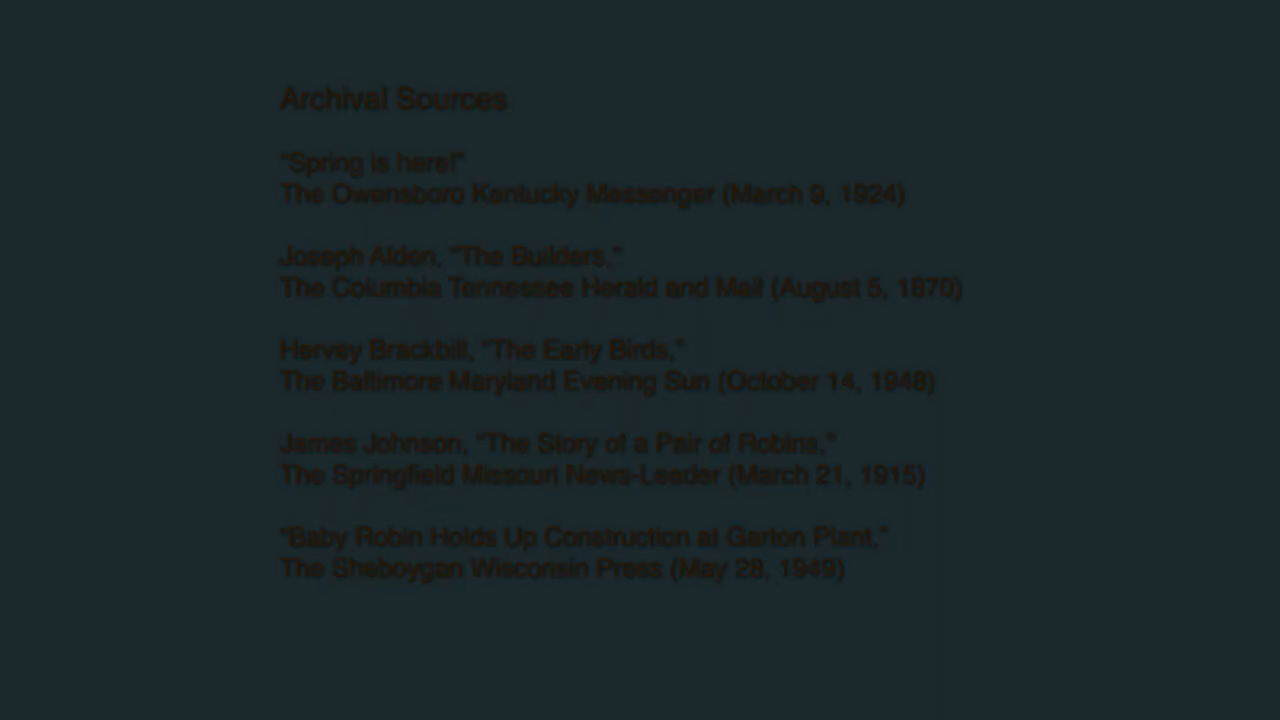 Archival Sources
"Spring is here!"
The Owensboro Kentucky Messenger (March 9, 1924)
Joseph Alden, "The Builders,"
The Columbia Tennessee Herald and Mail (August 5, 1870)
Hervey Brackbill, "The Early Birds,"
The Baltimore Maryland Evening Sun (October 14, 1948)
James Johnson, "The Story of a Pair of Robins,"
The Springfield Missouri News-Leader (March 21, 1915)
"Baby Robin Holds Up Construction at Garton Plant,"
The Sheboygan Wisconsin Press (May 28, 1949)